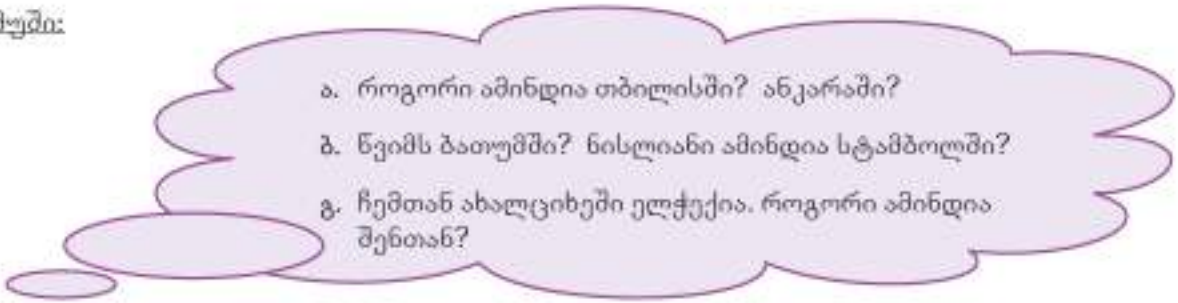 ა. როგორი ამინდია თბილისში? ანკარაში?
ბ. წვიმს ბათუმში? ნისლიანი ამინდია სტამბოლში?
გ. ჩემთან ახალციხეში ელჭექია. როგორი ამინდია
შენთან?